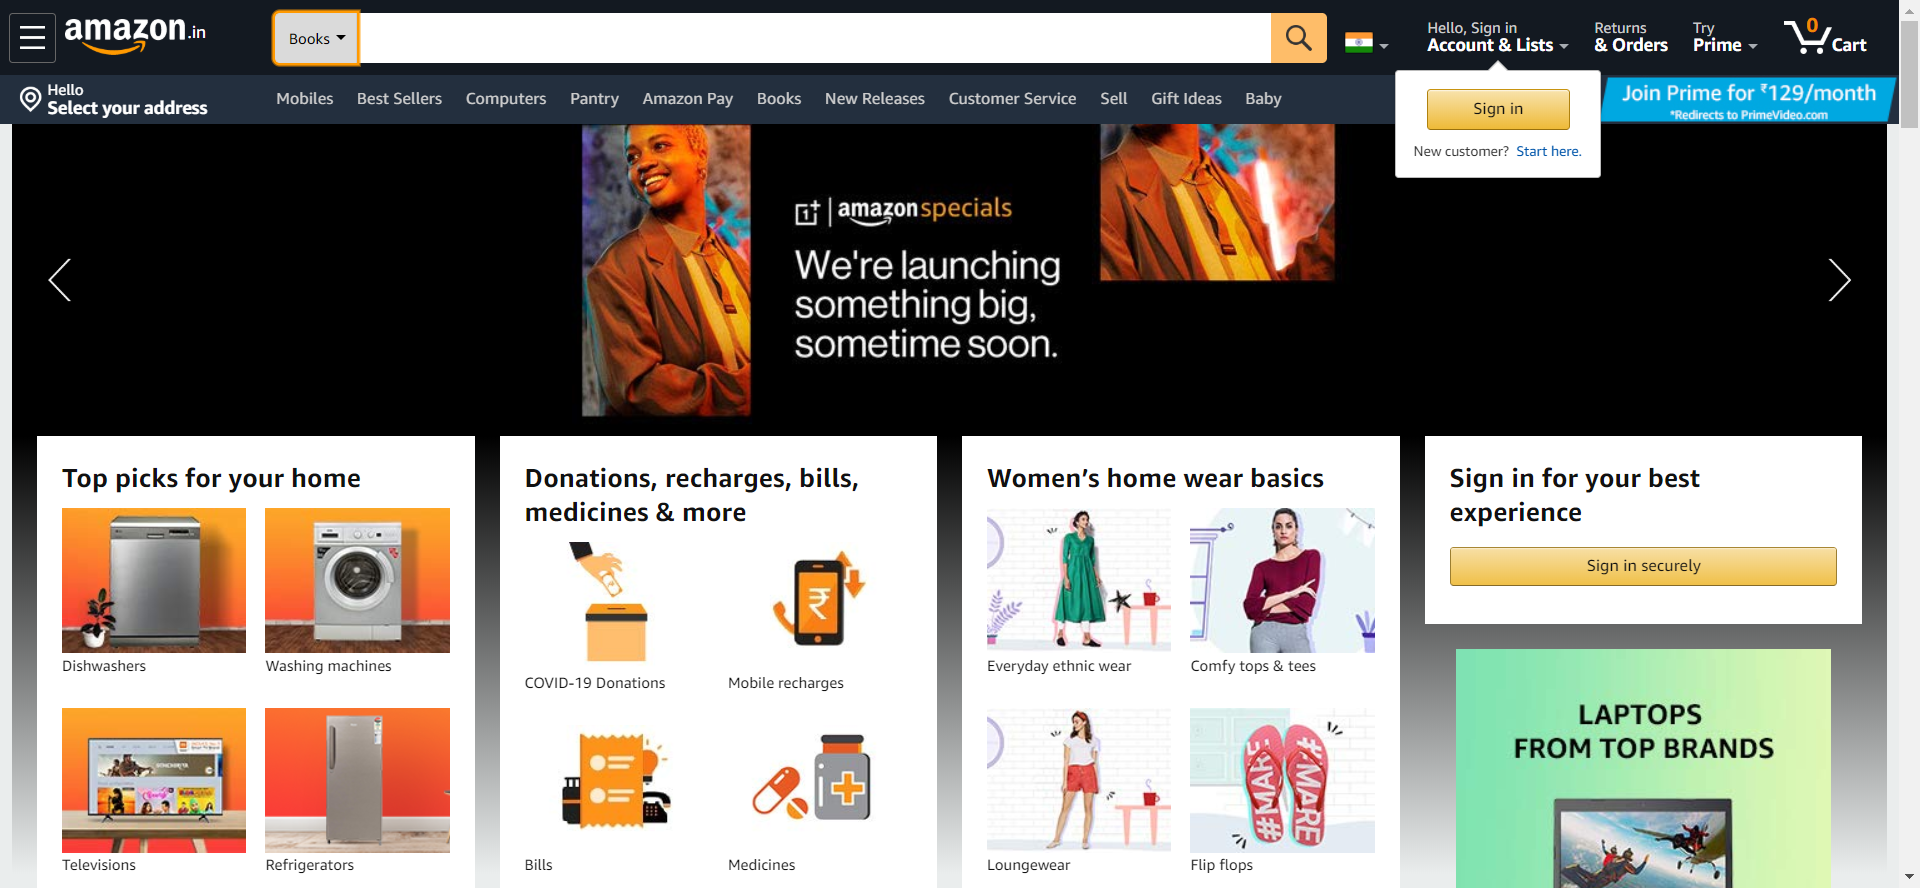 amazon.in
Books
Hello, Sign in
Account & Lists
Returns
& Orders
Try
Prime
0
Cart
Hello
Select your address
Mobiles
Best Sellers
Computers
Pantry
Amazon Pay
Books
New Releases
Customer Service
Sell
Gift Ideas
Baby
Join Prime for ₹129/month
*Redirects to PrimeVideo.com
Sign in
New customer? Start here.
1+ | amazon specials
We're launching
something big,
sometime soon.
Top picks for your home
Dishwashers
Washing machines
Televisions
Refrigerators
Donations, recharges, bills,
medicines & more
COVID-19 Donations
₹
Mobile recharges
Bills
Medicines
Women’s home wear basics
Everyday ethnic wear
Comfy tops & tees
Loungewear
#MARE
#MARE
Flip flops
Sign in for your best
experience
Sign in securely
LAPTOPS
FROM TOP BRANDS